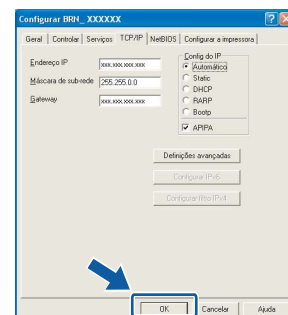 Configurar BRN_ XXXXXX
Geral Controlar Serviços TCP/IP NetBIOS Configurar a impressora
Endereço IP xxx.xxx.xxx.xxx
Máscara de sub-rede 255.255.0.0
Gateway xxx.xxx.xxx.xxx
Config do IP
Automático
Static
DHCP
RARP
Bootp
APIPA
Definições avançadas
Configurar IPv6
Configurar filtro IPv4
OK Cancelar Ajuda